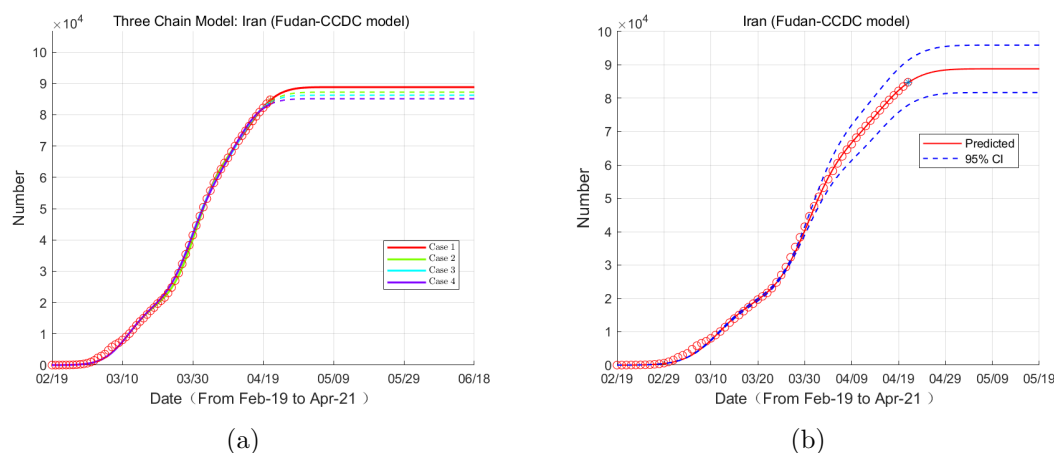 Three Chain Model: Iran (Fudan-CCDC model)
×10⁴
10
9
8
7
6
5
4
3
2
1
0
Number
Case 1
Case 2
Case 3
Case 4
02/19 03/10 03/30 04/19 05/09 05/29 06/18
Date（From Feb-19 to Apr-21 ）
(a)
Iran (Fudan-CCDC model)
×10⁴
10
9
8
7
6
5
4
3
2
1
0
Number
Predicted
95% CI
02/19 02/29 03/10 03/20 03/30 04/09 04/19 04/29 05/09 05/19
Date（From Feb-19 to Apr-21 ）
(b)